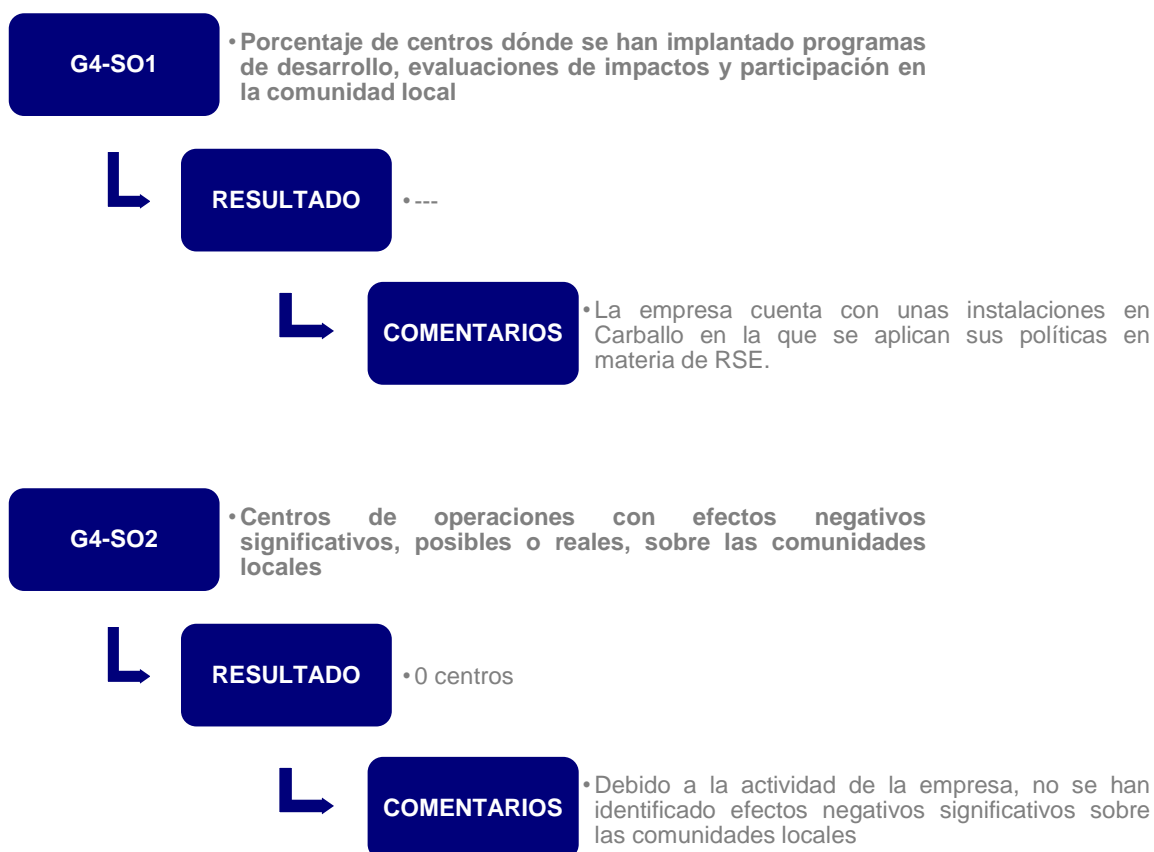 G4-SO1
• Porcentaje de centros dónde se han implantado programas
de desarrollo, evaluaciones de impactos y participación en
la comunidad local
RESULTADO
• ---
COMENTARIOS
• La empresa cuenta con unas instalaciones en
Carballo en la que se aplican sus políticas en
materia de RSE.
G4-SO2
• Centros de operaciones con efectos negativos
significativos, posibles o reales, sobre las comunidades
locales
RESULTADO
• 0 centros
COMENTARIOS
• Debido a la actividad de la empresa, no se han
identificado efectos negativos significativos sobre
las comunidades locales